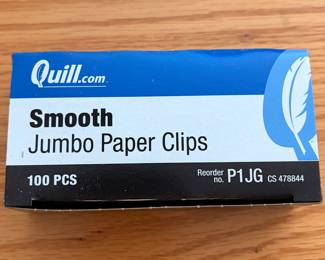 Quill.com
Smooth
Jumbo Paper Clips
100 PCS
Reorder no. P1JG CS 478844